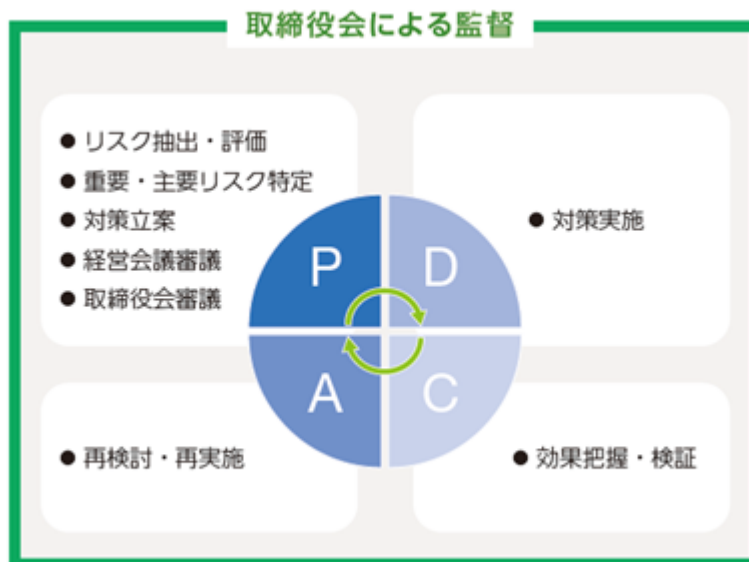 取締役会による監督
● リスク抽出・評価
● 重要・主要リスク特定
● 対策立案
● 経営会議審議
● 取締役会審議
P
D
● 対策実施
A
C
● 再検討・再実施
● 効果把握・検証